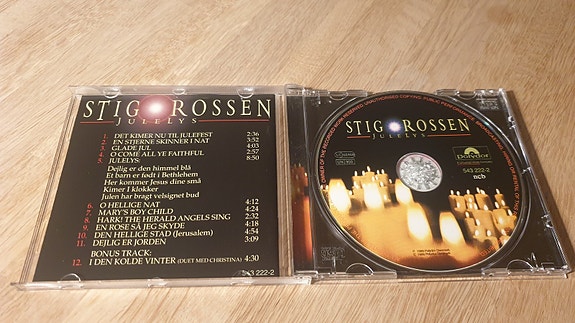 STIG ROSSEN
JULELYS
1. DET KIMER NU TIL JULEFEST 2:36
2. EN STJERNE SKINNER I NAT 3:52
3. GLADE JUL 4:03
4. O COME ALL YE FAITHFUL 2:57
5. JULELYS: 8:50
Dejlig er den himmel blå
Et barn er født i Bethlehem
Her kommer Jesus dine små
Kimer I klokker
Julen har bragt velsignet bud
6. O HELLIGE NAT 4:12
7. MARY'S BOY CHILD 4:24
8. HARK! THE HERALD ANGELS SING 2:32
9. EN ROSE SÅ JEG SKYDE 4:18
10. DEN HELLIGE STAD (Jerusalem) 4:54
11. DEJLIG ER JORDEN 3:09
BONUS TRACK:
12. I DEN KOLDE VINTER (DUET MED CHRISTINA) 4:30
543 222-2
STIG ROSSEN
JULELYS
Polydor
543 222-2
ncb